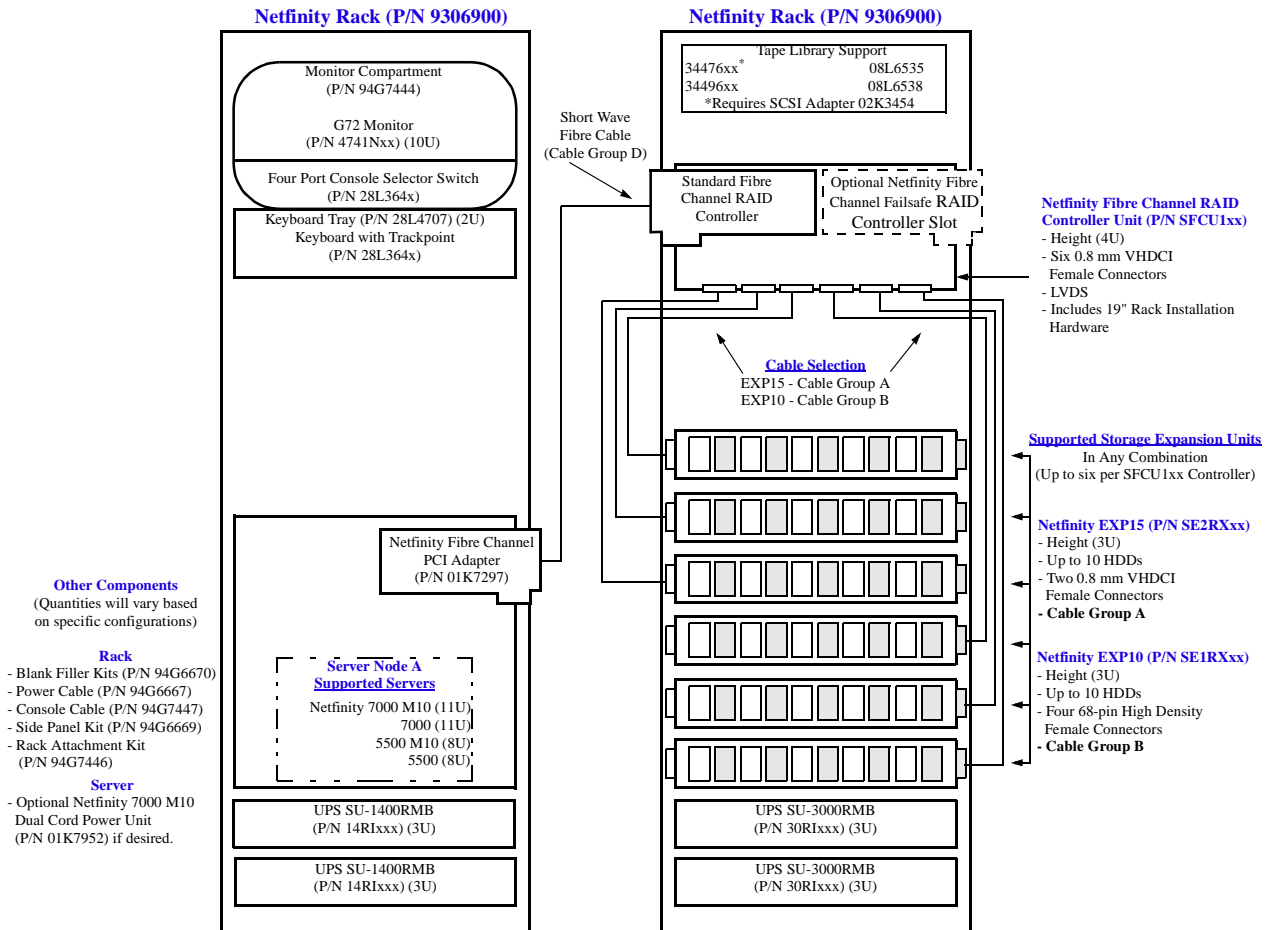 Netfinity Rack (P/N 9306900)
Monitor Compartment
(P/N 94G7444)
G72 Monitor
(P/N 4741Nxx) (10U)
Four Port Console Selector Switch
(P/N 28L364x)
Keyboard Tray (P/N 28L4707) (2U)
Keyboard with Trackpoint
(P/N 28L364x)
Netfinity Fibre Channel
PCI Adapter
(P/N 01K7297)
Server Node A
Supported Servers
Netfinity 7000 M10 (11U)
7000 (11U)
5500 M10 (8U)
5500 (8U)
UPS SU-1400RMB
(P/N 14RIxxx) (3U)
UPS SU-1400RMB
(P/N 14RIxxx) (3U)
Other Components
(Quantities will vary based
on specific configurations)
Rack
- Blank Filler Kits (P/N 94G6670)
- Power Cable (P/N 94G6667)
- Console Cable (P/N 94G7447)
- Side Panel Kit (P/N 94G6669)
- Rack Attachment Kit
(P/N 94G7446)
Server
- Optional Netfinity 7000 M10
Dual Cord Power Unit
(P/N 01K7952) if desired.
Short Wave
Fibre Cable
(Cable Group D)
Netfinity Rack (P/N 9306900)
Tape Library Support
34476xx* 08L6535
34496xx 08L6538
*Requires SCSI Adapter 02K3454
Standard Fibre
Channel RAID
Controller
Optional Netfinity Fibre
Channel Failsafe RAID
Controller Slot
Cable Selection
EXP15 - Cable Group A
EXP10 - Cable Group B
UPS SU-3000RMB
(P/N 30RIxxx) (3U)
UPS SU-3000RMB
(P/N 30RIxxx) (3U)
Netfinity Fibre Channel RAID
Controller Unit (P/N SFCU1xx)
- Height (4U)
- Six 0.8 mm VHDCI
Female Connectors
- LVDS
- Includes 19" Rack Installation
Hardware
Supported Storage Expansion Units
In Any Combination
(Up to six per SFCU1xx Controller)
Netfinity EXP15 (P/N SE2RXxx)
- Height (3U)
- Up to 10 HDDs
- Two 0.8 mm VHDCI
Female Connectors
- Cable Group A
Netfinity EXP10 (P/N SE1RXxx)
- Height (3U)
- Up to 10 HDDs
- Four 68-pin High Density
Female Connectors
- Cable Group B